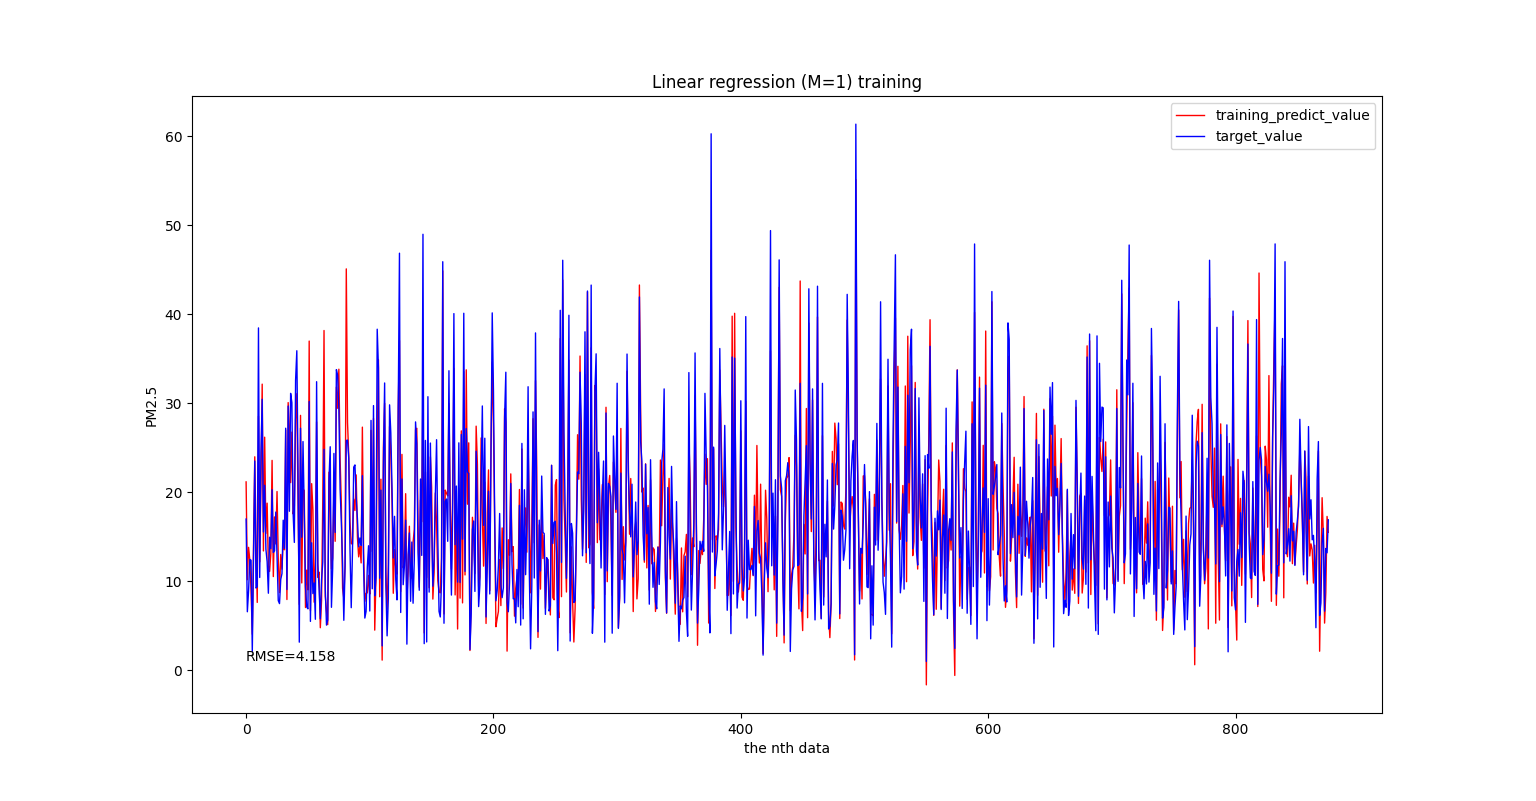 Linear regression (M=1) training
training_predict_value
target_value
PM2.5
60
50
40
30
20
10
0
RMSE=4.158
0
200
400
600
800
the nth data